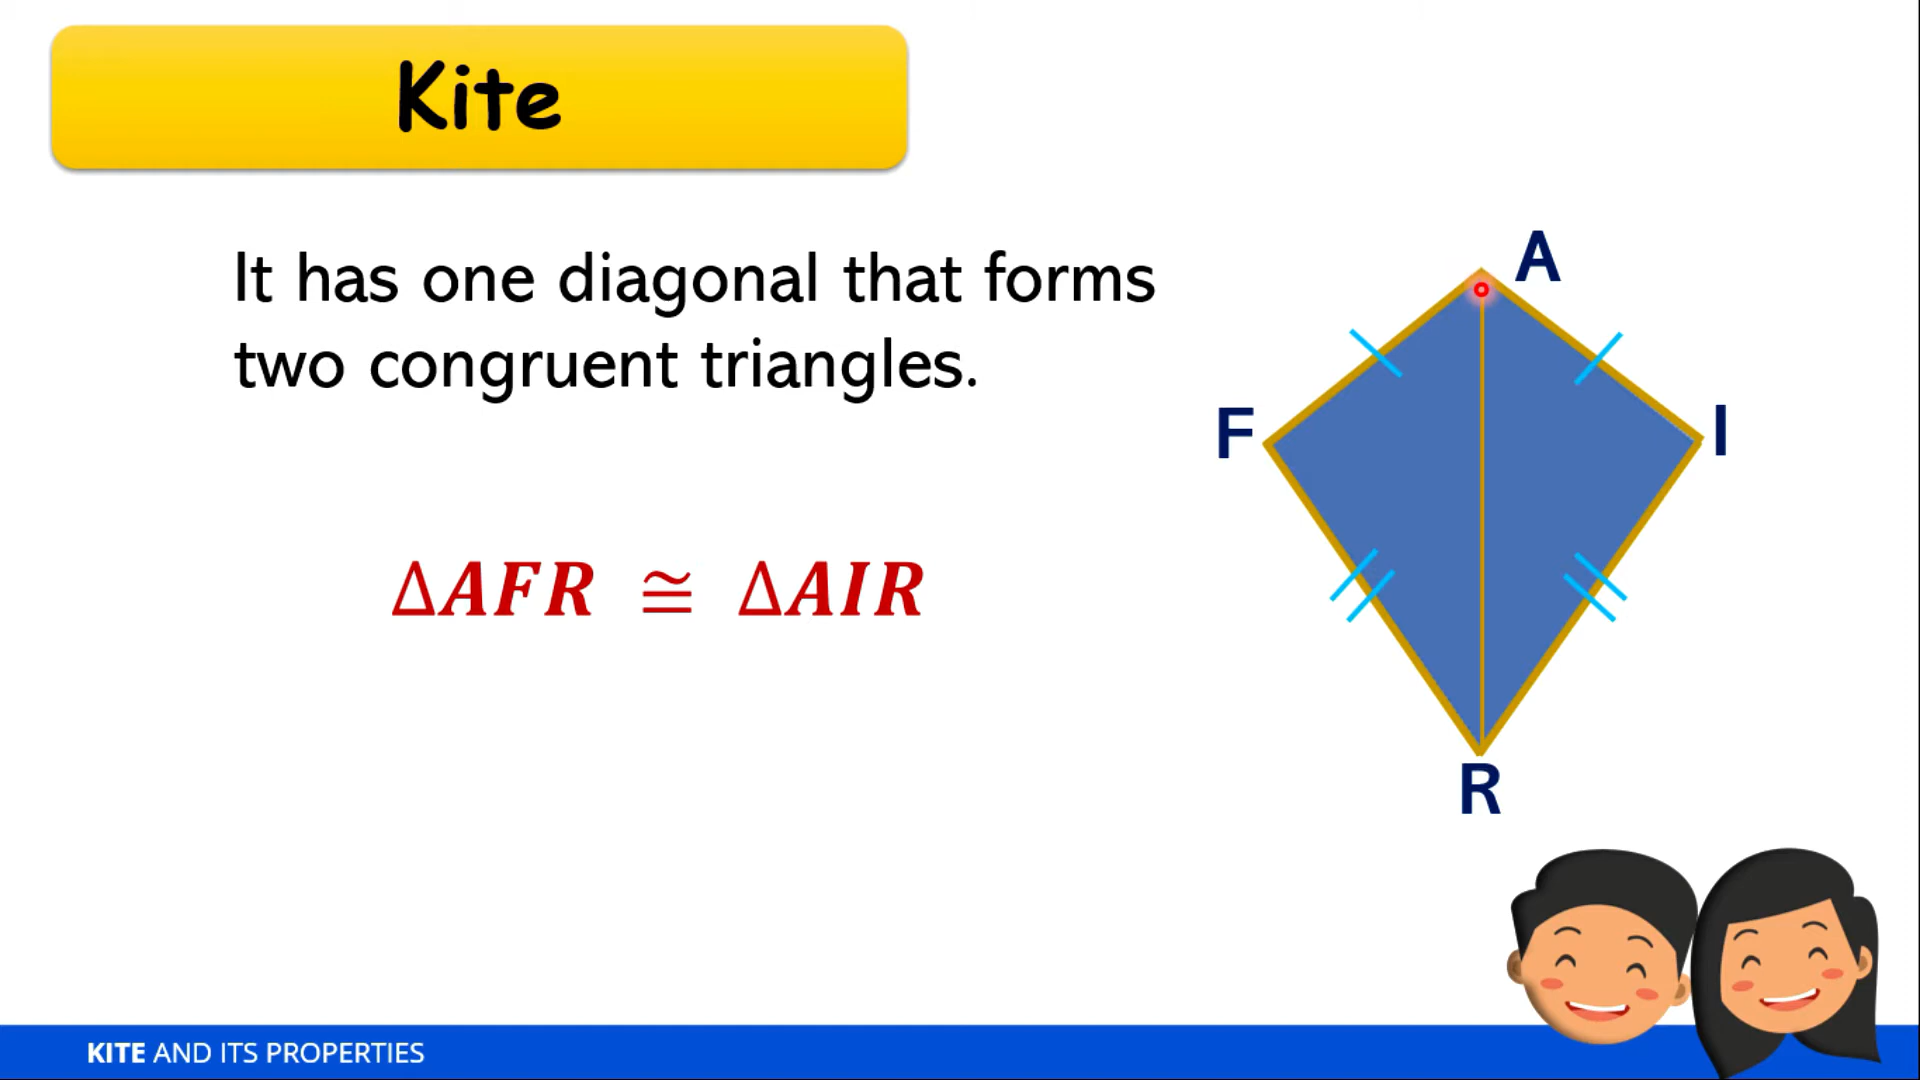 Kite
It has one diagonal that forms
two congruent triangles.
ΔAFR ≅ ΔAIR
A
F
I
R
KITE AND ITS PROPERTIES